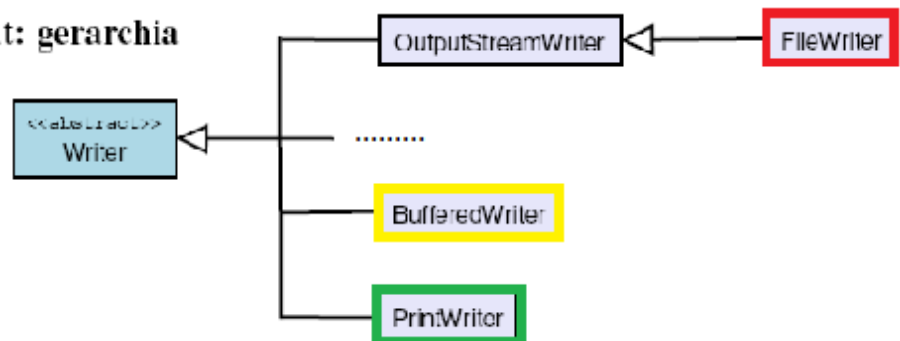 t: gerarchia
OutputStreamWriter
FileWriter
<<abstract>>
Writer
.........
BufferedWriter
PrintWriter